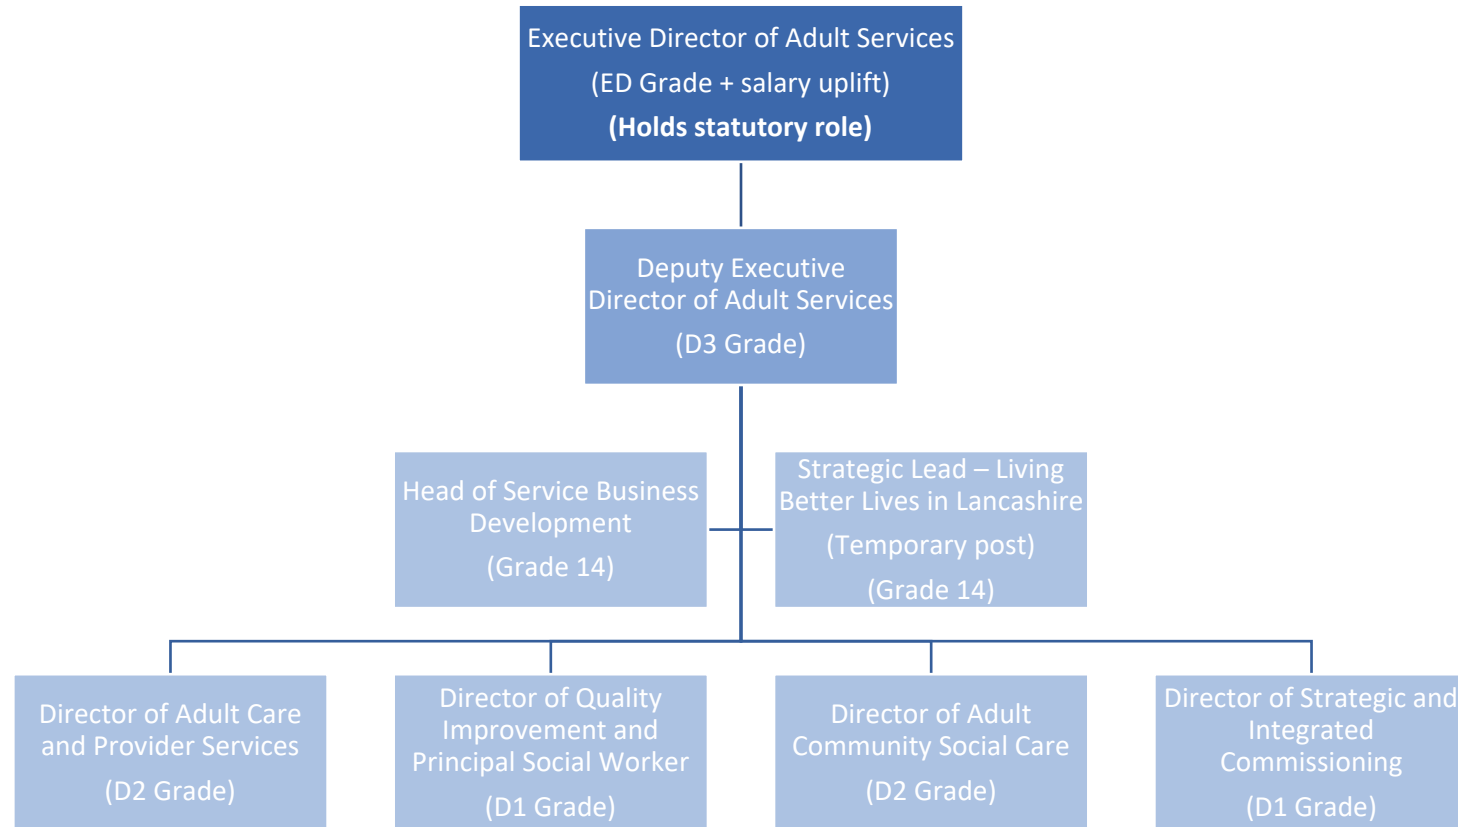 Executive Director of Adult Services
(ED Grade + salary uplift)
(Holds statutory role)
Deputy Executive
Director of Adult Services
(D3 Grade)
Head of Service Business
Development
(Grade 14)
Strategic Lead – Living
Better Lives in Lancashire
(Temporary post)
(Grade 14)
Director of Adult Care
and Provider Services
(D2 Grade)
Director of Quality
Improvement and
Principal Social Worker
(D1 Grade)
Director of Adult
Community Social Care
(D2 Grade)
Director of Strategic and
Integrated
Commissioning
(D1 Grade)